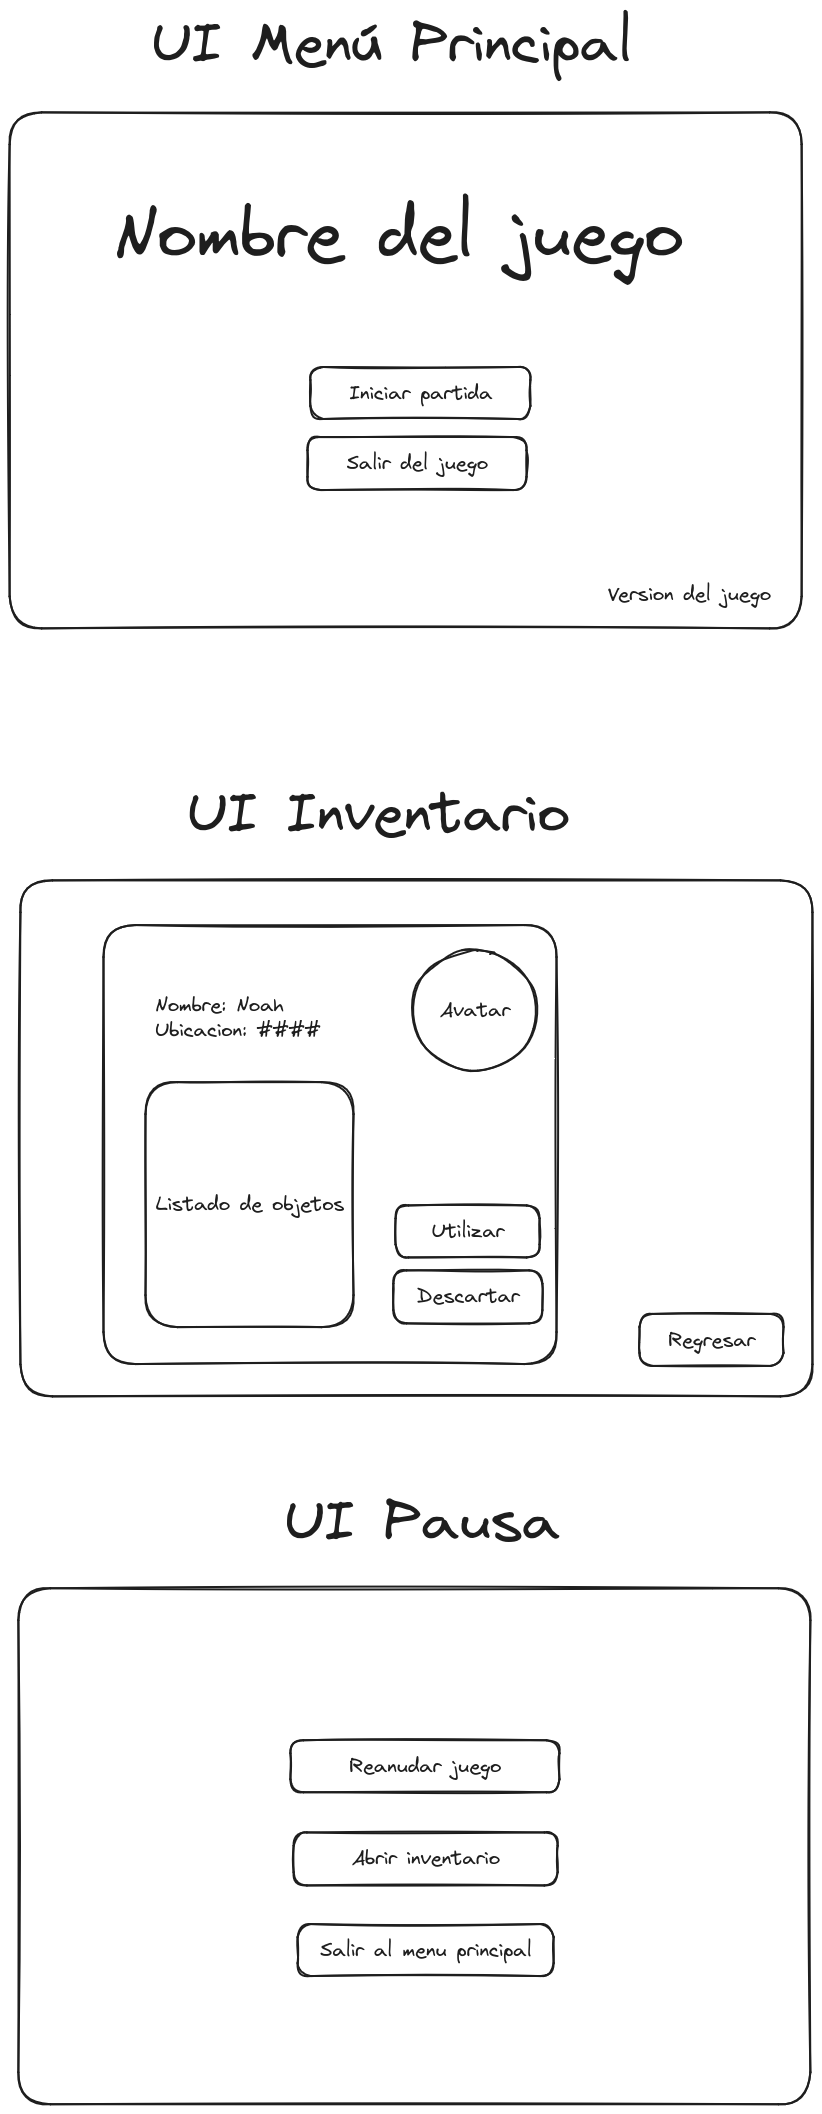 UI Menú Principal
Nombre del juego
Iniciar partida
Salir del juego
Version del juego
UI Inventario
Nombre: Noah
Ubicacion: ####
Avatar
Listado de objetos
Utilizar
Descartar
Regresar
UI Pausa
Reanudar juego
Abrir inventario
Salir al menu principal